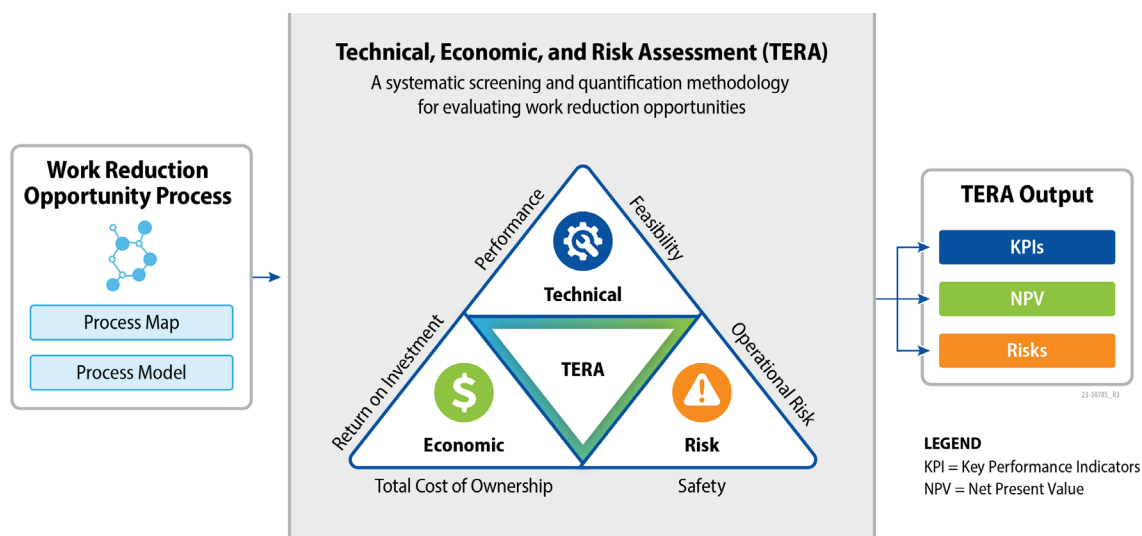 Technical, Economic, and Risk Assessment (TERA)
A systematic screening and quantification methodology
for evaluating work reduction opportunities
Work Reduction
Opportunity Process
Process Map
Process Model
Performance
Feasibility
Technical
Return on Investment
Operational Risk
TERA
$
Economic
Risk
Total Cost of Ownership
Safety
TERA Output
KPIs
NPV
Risks
23-50785_R3
LEGEND
KPI = Key Performance Indicators
NPV = Net Present Value